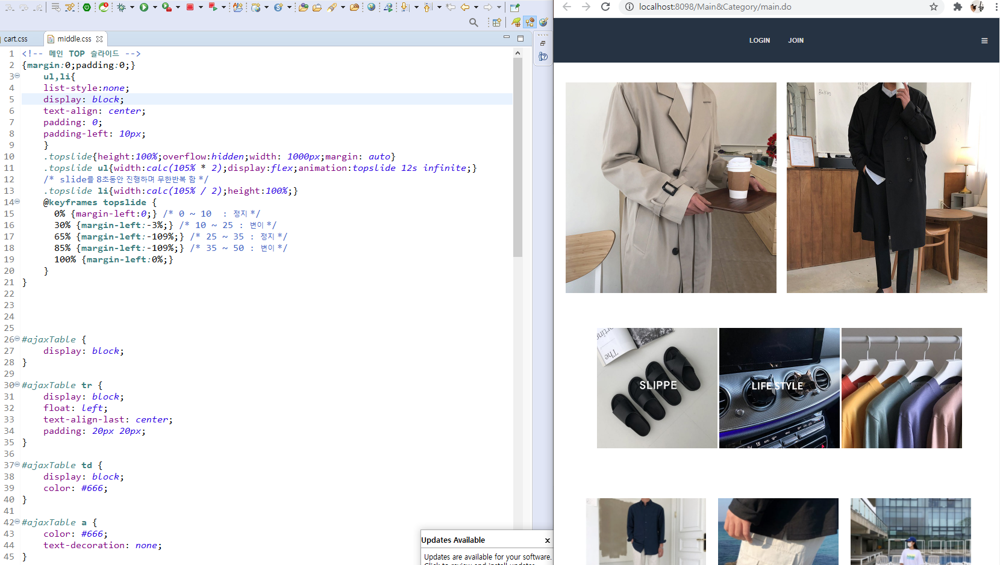 localhost:8098/Main&Category/main.do
cart.css
middle.css
1 <!-- 메인 TOP 슬라이드 -->
2 {margin:0;padding:0;}
3 ul,li{
4 list-style:none;
5 display: block;
6 text-align: center;
7 padding: 0;
8 padding-left: 10px;
9 }
10 .topslide{height:100%;overflow:hidden;width: 1000px;margin: auto}
11 .topslide ul{width:calc(105% * 2);display:flex;animation:topslide 12s infinite;}
12 /* slide를 8초동안 진행하며 무한반복 함 */
13 .topslide li{width:calc(105% / 2);height:100%;}
14 @keyframes topslide {
15 0% {margin-left:0;} /* 0 ~ 10  : 정지 */
16 30% {margin-left:-3%;} /* 10 ~ 25 : 변이 */
17 65% {margin-left:-109%;} /* 25 ~ 35 : 정지 */
18 85% {margin-left:-109%;} /* 35 ~ 50 : 변이 */
19 100% {margin-left:0%;}
20 }
21 }
22
23
24
25
26 #ajaxTable {
27 display: block;
28 }
29
30 #ajaxTable tr {
31 display: block;
32 float: left;
33 text-align-last: center;
34 padding: 20px 20px;
35 }
36
37 #ajaxTable td {
38 display: block;
39 color: #666;
40 }
41
42 #ajaxTable a {
43 color: #666;
44 text-decoration: none;
45 }
Updates Available
Updates are available for your software.
Click to review and install updates.
LOGIN JOIN
The
SLIPPE
LIFE STYLE